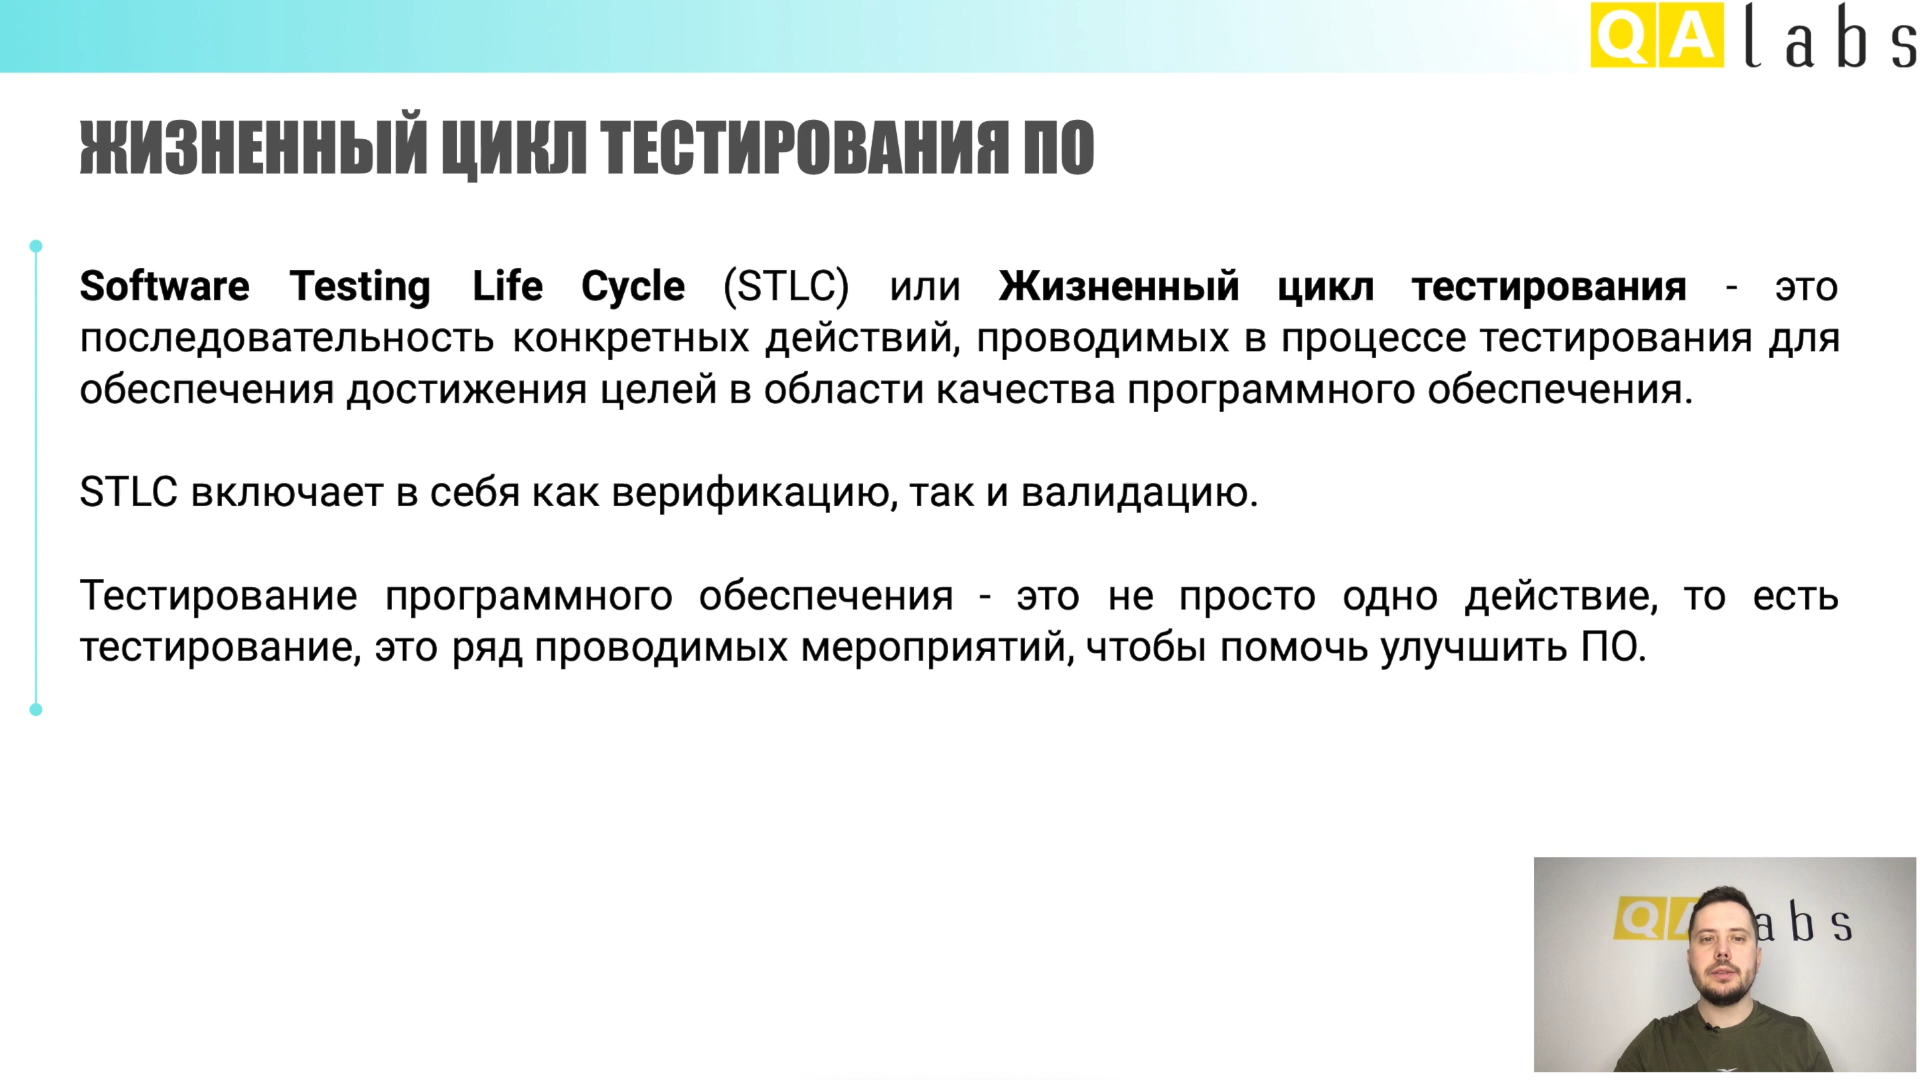 QA labs
ЖИЗНЕННЫЙ ЦИКЛ ТЕСТИРОВАНИЯ ПО
Software Testing Life Cycle (STLC) или Жизненный цикл тестирования - это
последовательность конкретных действий, проводимых в процессе тестирования для
обеспечения достижения целей в области качества программного обеспечения.
STLC включает в себя как верификацию, так и валидацию.
Тестирование программного обеспечения - это не просто одно действие, то есть
тестирование, это ряд проводимых мероприятий, чтобы помочь улучшить ПО.
QA abs